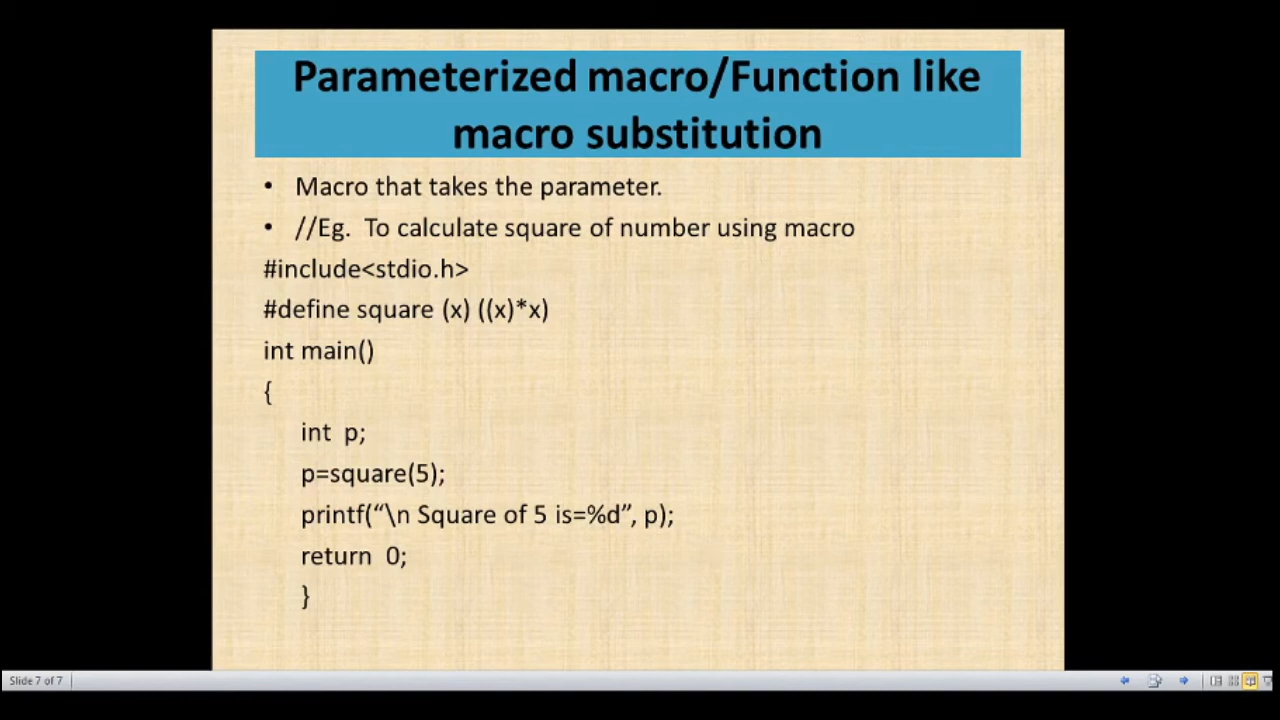 Parameterized macro/Function like
macro substitution
• Macro that takes the parameter.
• //Eg.  To calculate square of number using macro
#include<stdio.h>
#define square (x) ((x)*x)
int main()
{
int  p;
p=square(5);
printf(“\n Square of 5 is=%d”, p);
return  0;
}
Slide 7 of 7